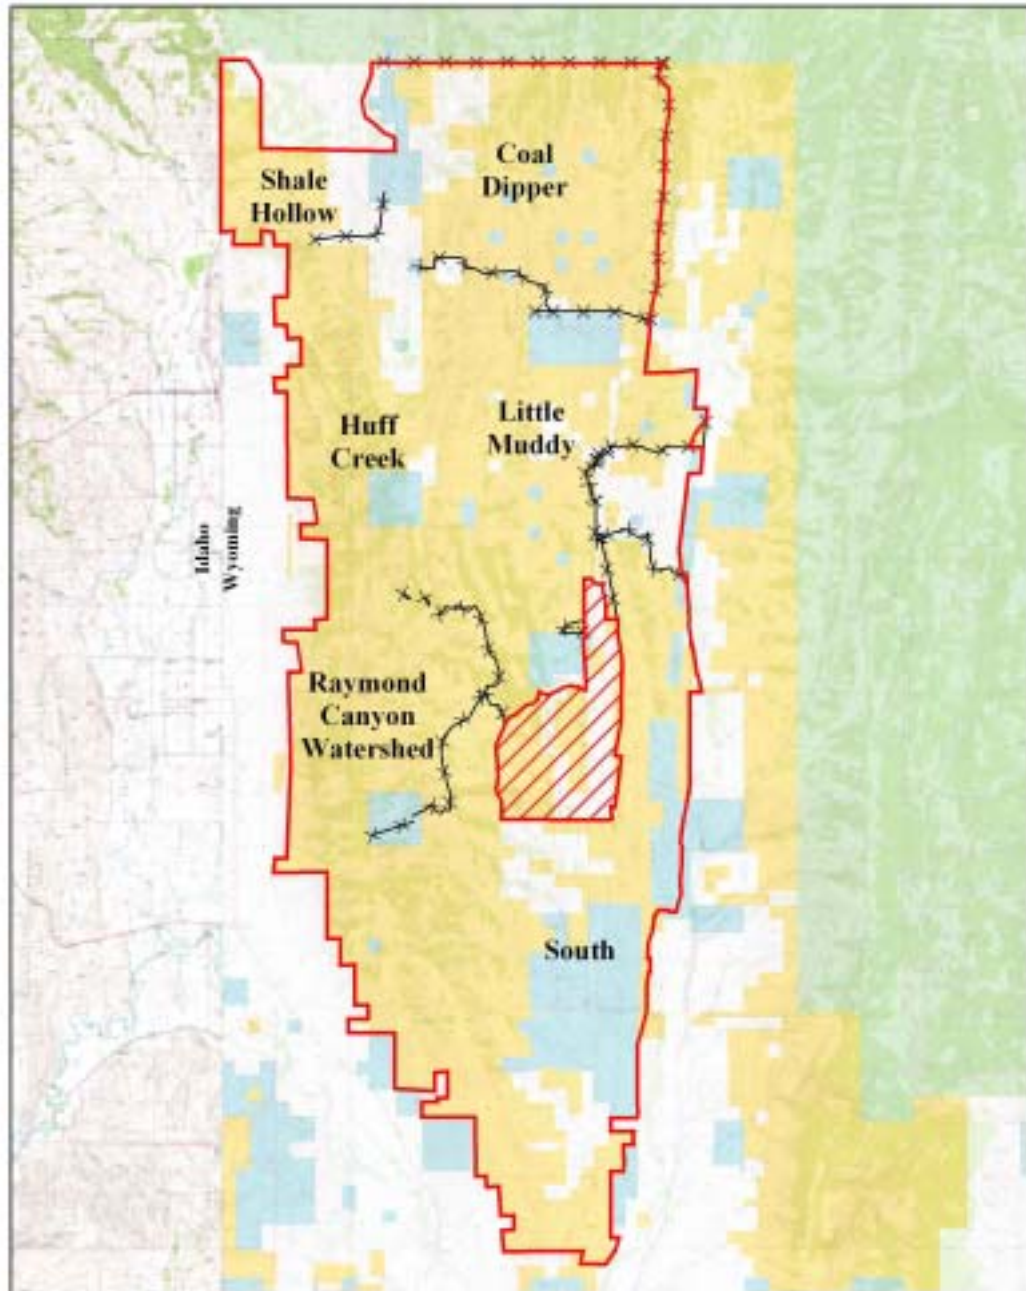 Coal
Dipper
Shale
Hollow
Little
Muddy
Huff
Creek
Idaho
Wyoming
Raymond
Canyon
Watershed
South